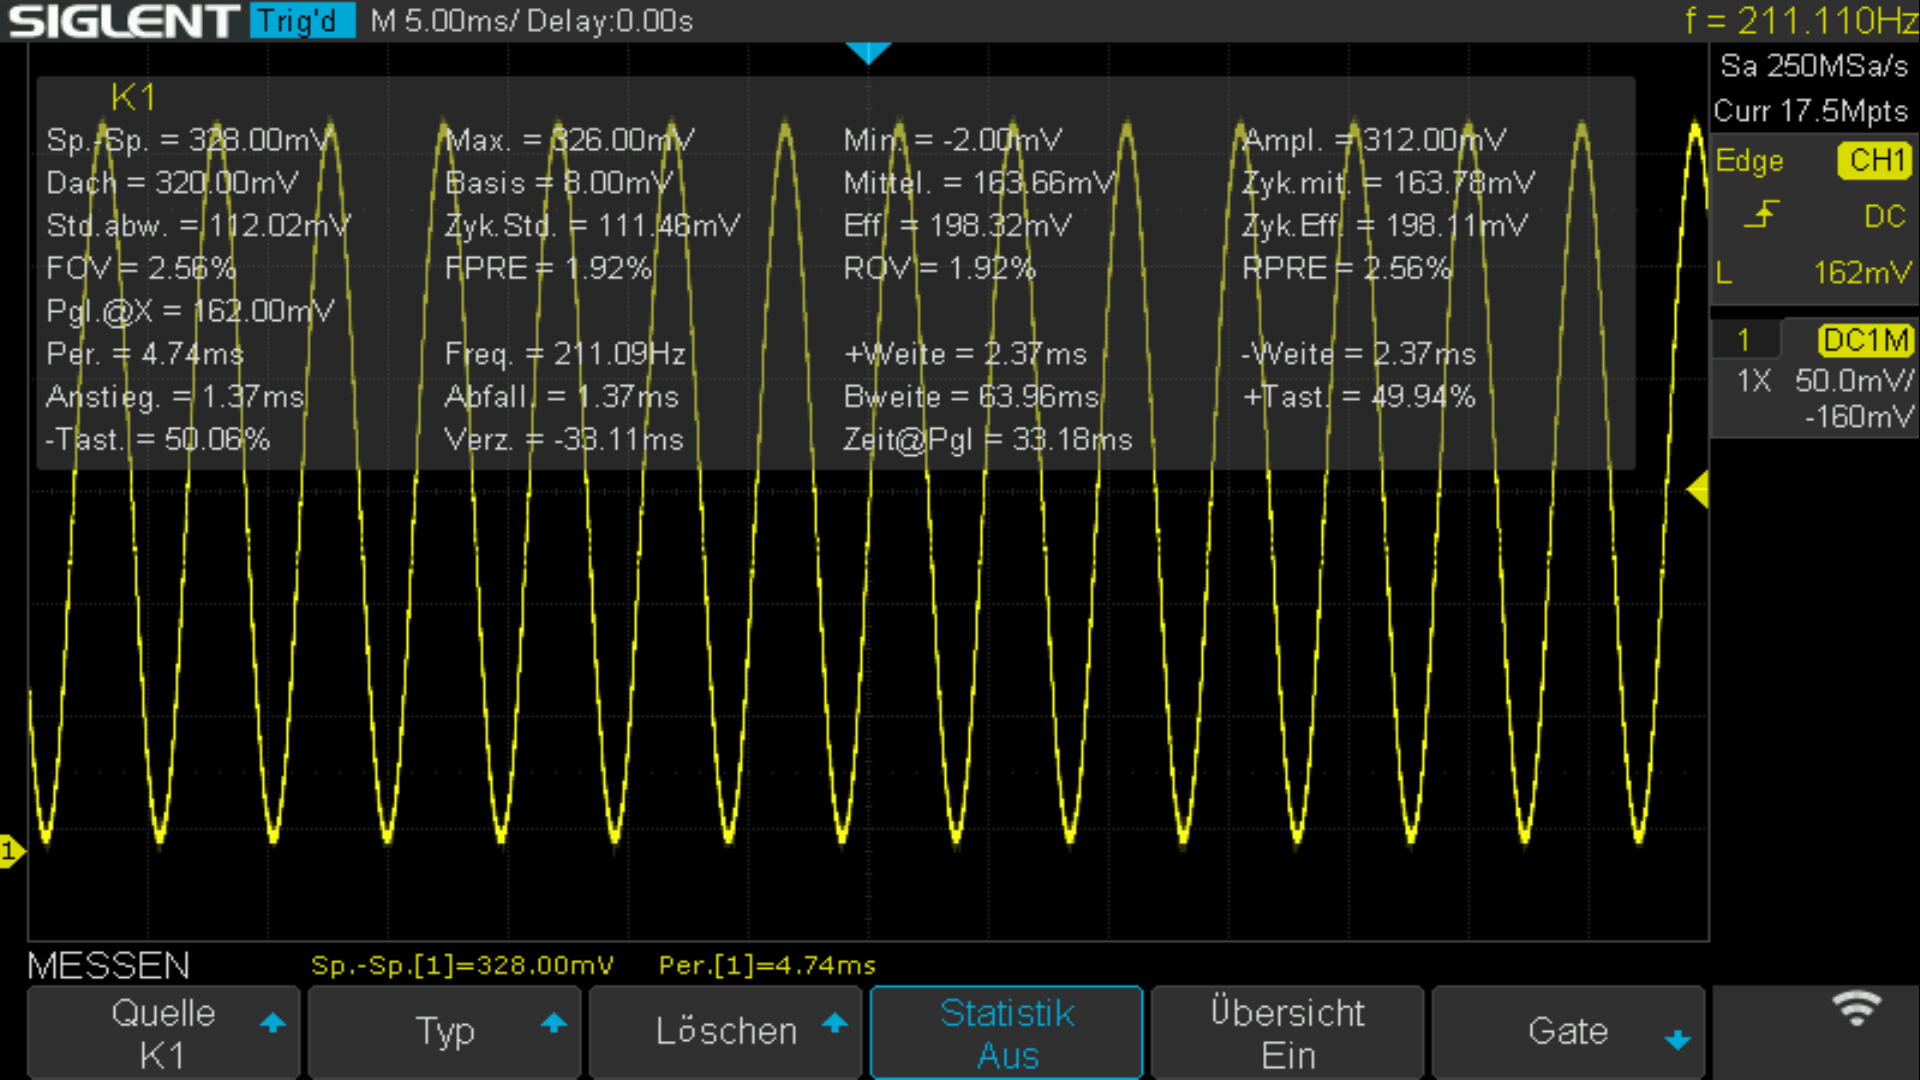 SIGLENT Trig'd M 5.00ms/ Delay:0.00s f = 211.110Hz
Sa 250MSa/s
Curr 17.5Mpts
Edge CH1
DC
L 162mV
1 DC1M
1X 50.0mV/
-160mV
K1
Sp.-Sp. = 328.00mV Max. = 326.00mV Min. = -2.00mV Ampl. = 312.00mV
Dach = 320.00mV Basis = 8.00mV Mittel. = 163.66mV Zyk.mit. = 163.78mV
Std.abw. = 112.02mV Zyk.Std. = 111.46mV Eff. = 198.32mV Zyk.Eff. = 198.11mV
FOV = 2.56% FPRE = 1.92% ROV = 1.92% RPRE = 2.56%
Pgl.@X = 162.00mV
Per. = 4.74ms Freq. = 211.09Hz +Weite = 2.37ms -Weite = 2.37ms
Anstieg. = 1.37ms Abfall. = 1.37ms Bweite = 63.96ms +Tast. = 49.94%
-Tast. = 50.06% Verz. = -33.11ms Zeit@Pgl = 33.18ms
1
MESSEN Sp.-Sp.[1]=328.00mV Per.[1]=4.74ms
Quelle
K1
Typ
Löschen
Statistik
Aus
Übersicht
Ein
Gate